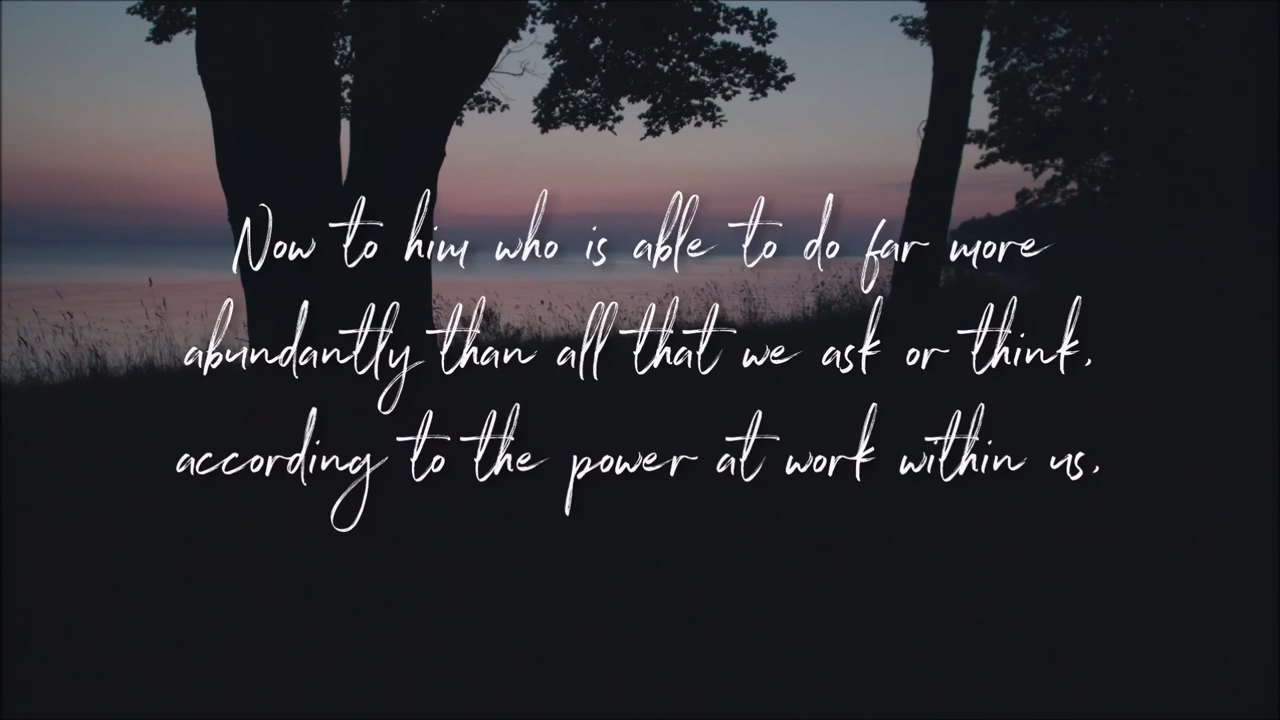 Now to him who is able to do far more
abundantly than all that we ask or think,
according to the power at work within us,